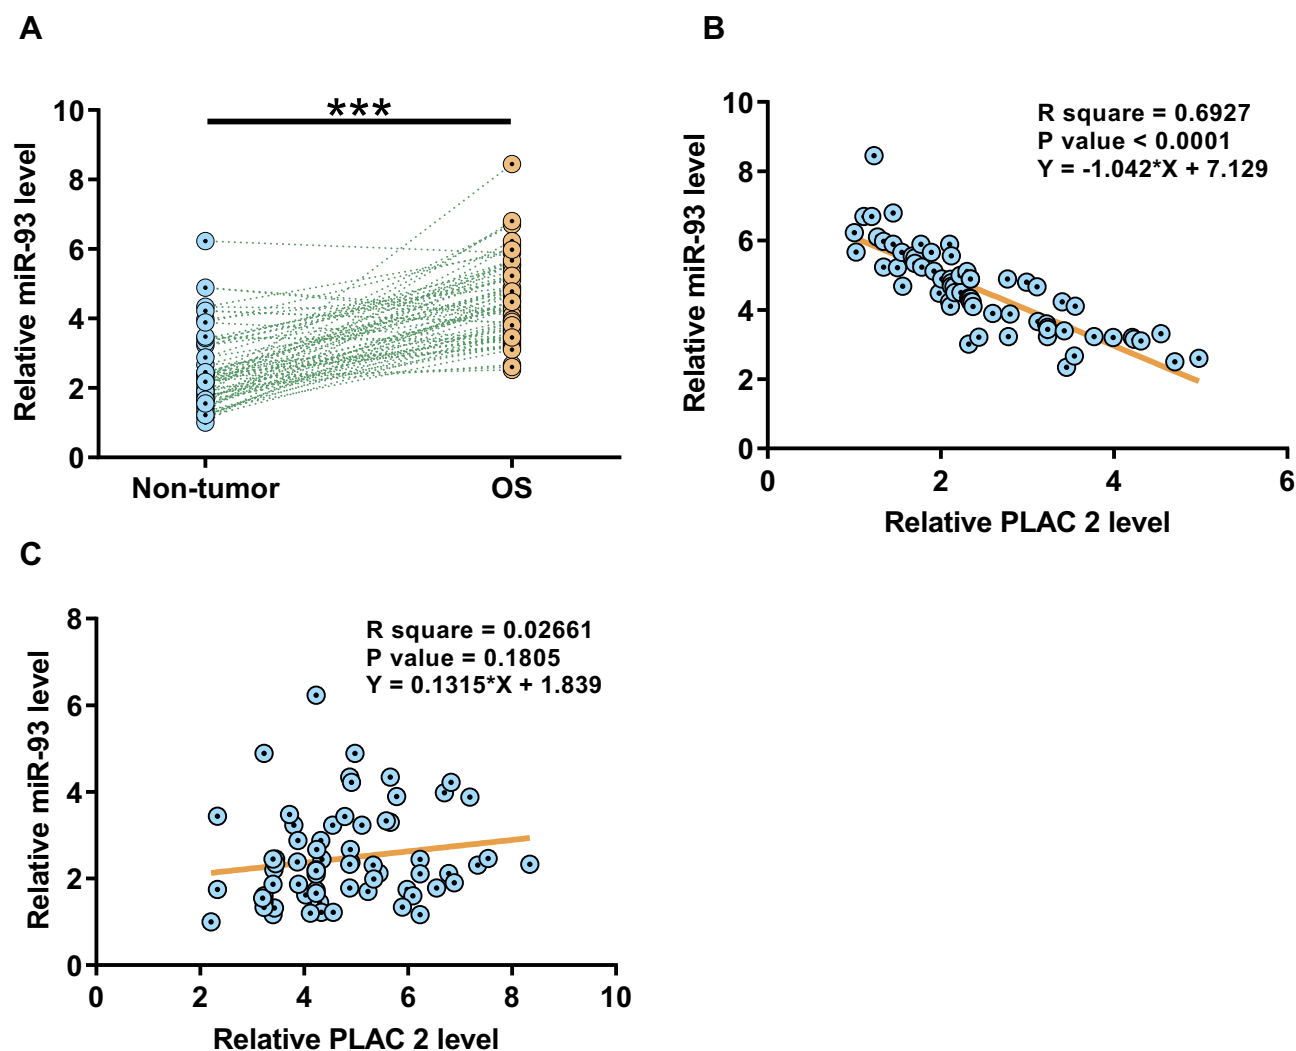 A
10
8
6
4
2
0
Relative miR-93 level
***
Non-tumor
OS
B
10
8
6
4
2
0
Relative miR-93 level
R square = 0.6927
P value < 0.0001
Y = -1.042*X + 7.129
0
2
4
6
Relative PLAC 2 level
C
8
6
4
2
0
Relative miR-93 level
R square = 0.02661
P value = 0.1805
Y = 0.1315*X + 1.839
0
2
4
6
8
10
Relative PLAC 2 level